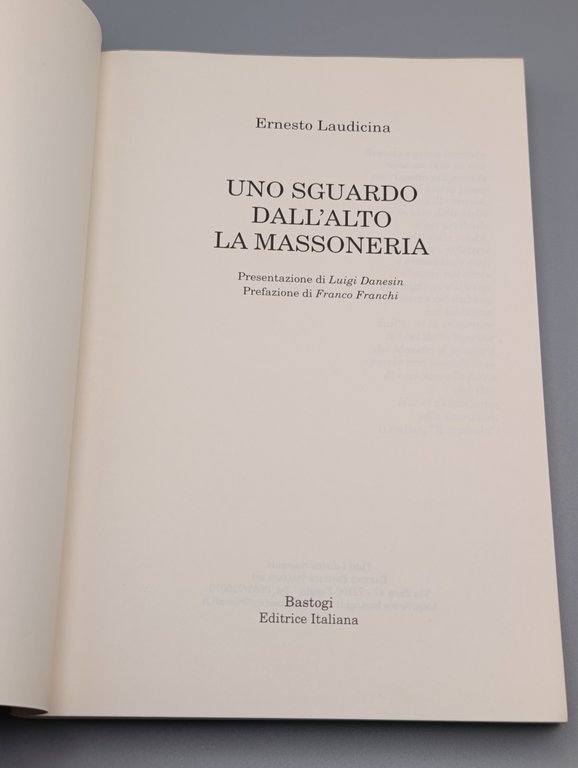 Ernesto Laudicina
UNO SGUARDO
DALL'ALTO
LA MASSONERIA
Presentazione di Luigi Danesin
Prefazione di Franco Franchi
Bastogi
Editrice Italiana